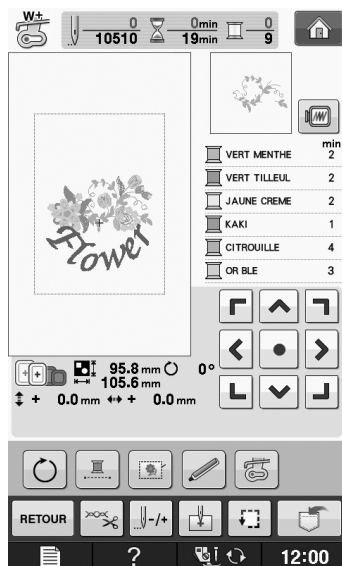 W+
0 0min 0
10510 19min 9
min
VERT MENTHE 2
VERT TILLEUL 2
JAUNE CREME 2
KAKI 1
CITROUILLE 4
OR BLE 3
Flower
95.8 mm 0°
105.6 mm
+ 0.0 mm + 0.0 mm
RETOUR -/+
? i 12:00